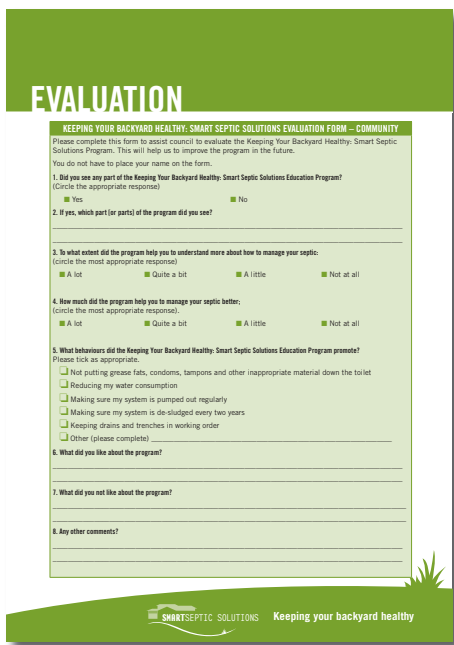 EVALUATION
KEEPING YOUR BACKYARD HEALTHY: SMART SEPTIC SOLUTIONS EVALUATION FORM – COMMUNITY
Please complete this form to assist council to evaluate the Keeping Your Backyard Healthy: Smart Septic
Solutions Program. This will help us to improve the program in the future.
You do not have to place your name on the form.
1. Did you see any part of the Keeping Your Backyard Healthy: Smart Septic Solutions Education Program?
(Circle the appropriate response)
Yes No
2. If yes, which part [or parts] of the program did you see?
3. To what extent did the program help you to understand more about how to manage your septic:
(circle the most appropriate response)
A lot Quite a bit A little Not at all
4. How much did the program help you to manage your septic better;
(circle the most appropriate response).
A lot Quite a bit A little Not at all
5. What behaviours did the Keeping Your Backyard Healthy: Smart Septic Solutions Education Program promote?
Please tick as appropriate.
Not putting grease fats, condoms, tampons and other inappropriate material down the toilet
Reducing my water consumption
Making sure my system is pumped out regularly
Making sure my system is de-sludged every two years
Keeping drains and trenches in working order
Other (please complete)
6. What did you like about the program?
7. What did you not like about the program?
8. Any other comments?
SMARTSEPTIC SOLUTIONS Keeping your backyard healthy